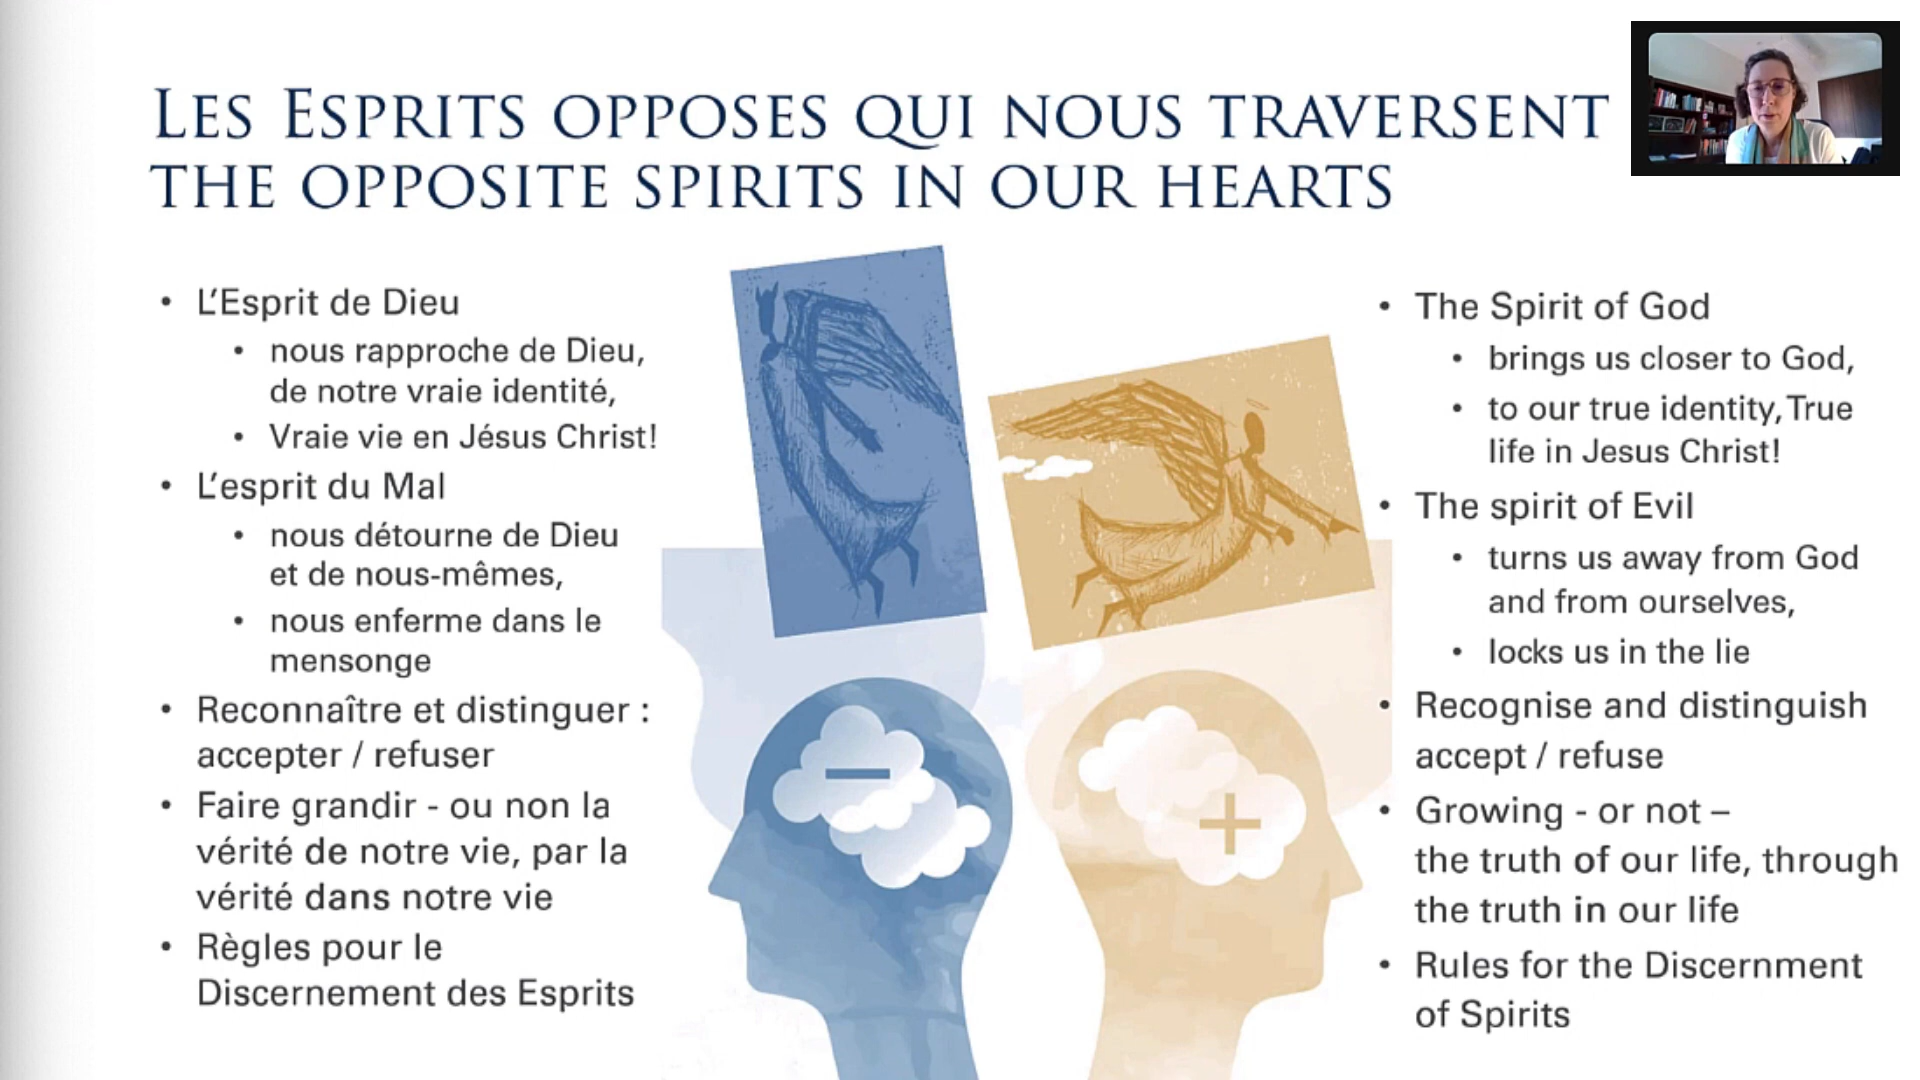 LES ESPRITS OPPOSES QUI NOUS TRAVERSENT
THE OPPOSITE SPIRITS IN OUR HEARTS
• L'Esprit de Dieu
• nous rapproche de Dieu,
de notre vraie identité,
• Vraie vie en Jésus Christ!
• L'esprit du Mal
• nous détourne de Dieu
et de nous-mêmes,
• nous enferme dans le
mensonge
• Reconnaître et distinguer :
accepter / refuser
• Faire grandir - ou non la
vérité de notre vie, par la
vérité dans notre vie
• Règles pour le
Discernement des Esprits
• The Spirit of God
• brings us closer to God,
• to our true identity, True
life in Jesus Christ!
• The spirit of Evil
• turns us away from God
and from ourselves,
• locks us in the lie
• Recognise and distinguish
accept / refuse
• Growing - or not –
the truth of our life, through
the truth in our life
• Rules for the Discernment
of Spirits